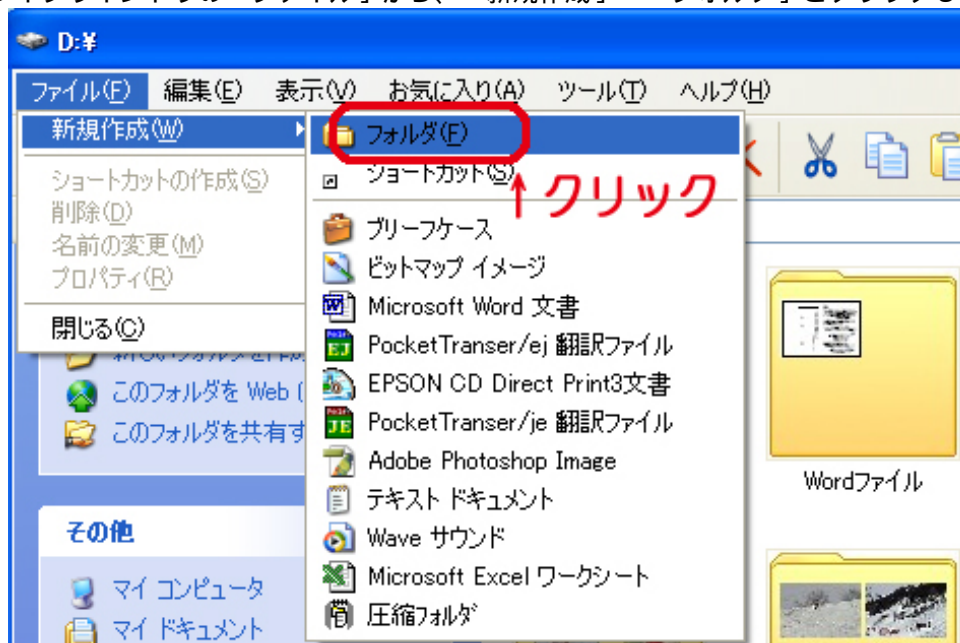 D:¥
ファイル(F) 編集(E) 表示(V) お気に入り(A) ツール(T) ヘルプ(H)
新規作成(W)
ショートカットの作成(S)
削除(D)
名前の変更(M)
プロパティ(R)
閉じる(C)
フォルダ(F)
ショートカット(S)
↑クリック
ブリーフケース
ビットマップ イメージ
Microsoft Word 文書
PocketTranser/ej 翻訳ファイル
EPSON CD Direct Print3文書
PocketTranser/je 翻訳ファイル
Adobe Photoshop Image
テキスト ドキュメント
Wave サウンド
Microsoft Excel ワークシート
圧縮フォルダ
このフォルダを Web (
このフォルダを共有す
その他
マイ コンピュータ
マイ ドキュメント
Wordファイル